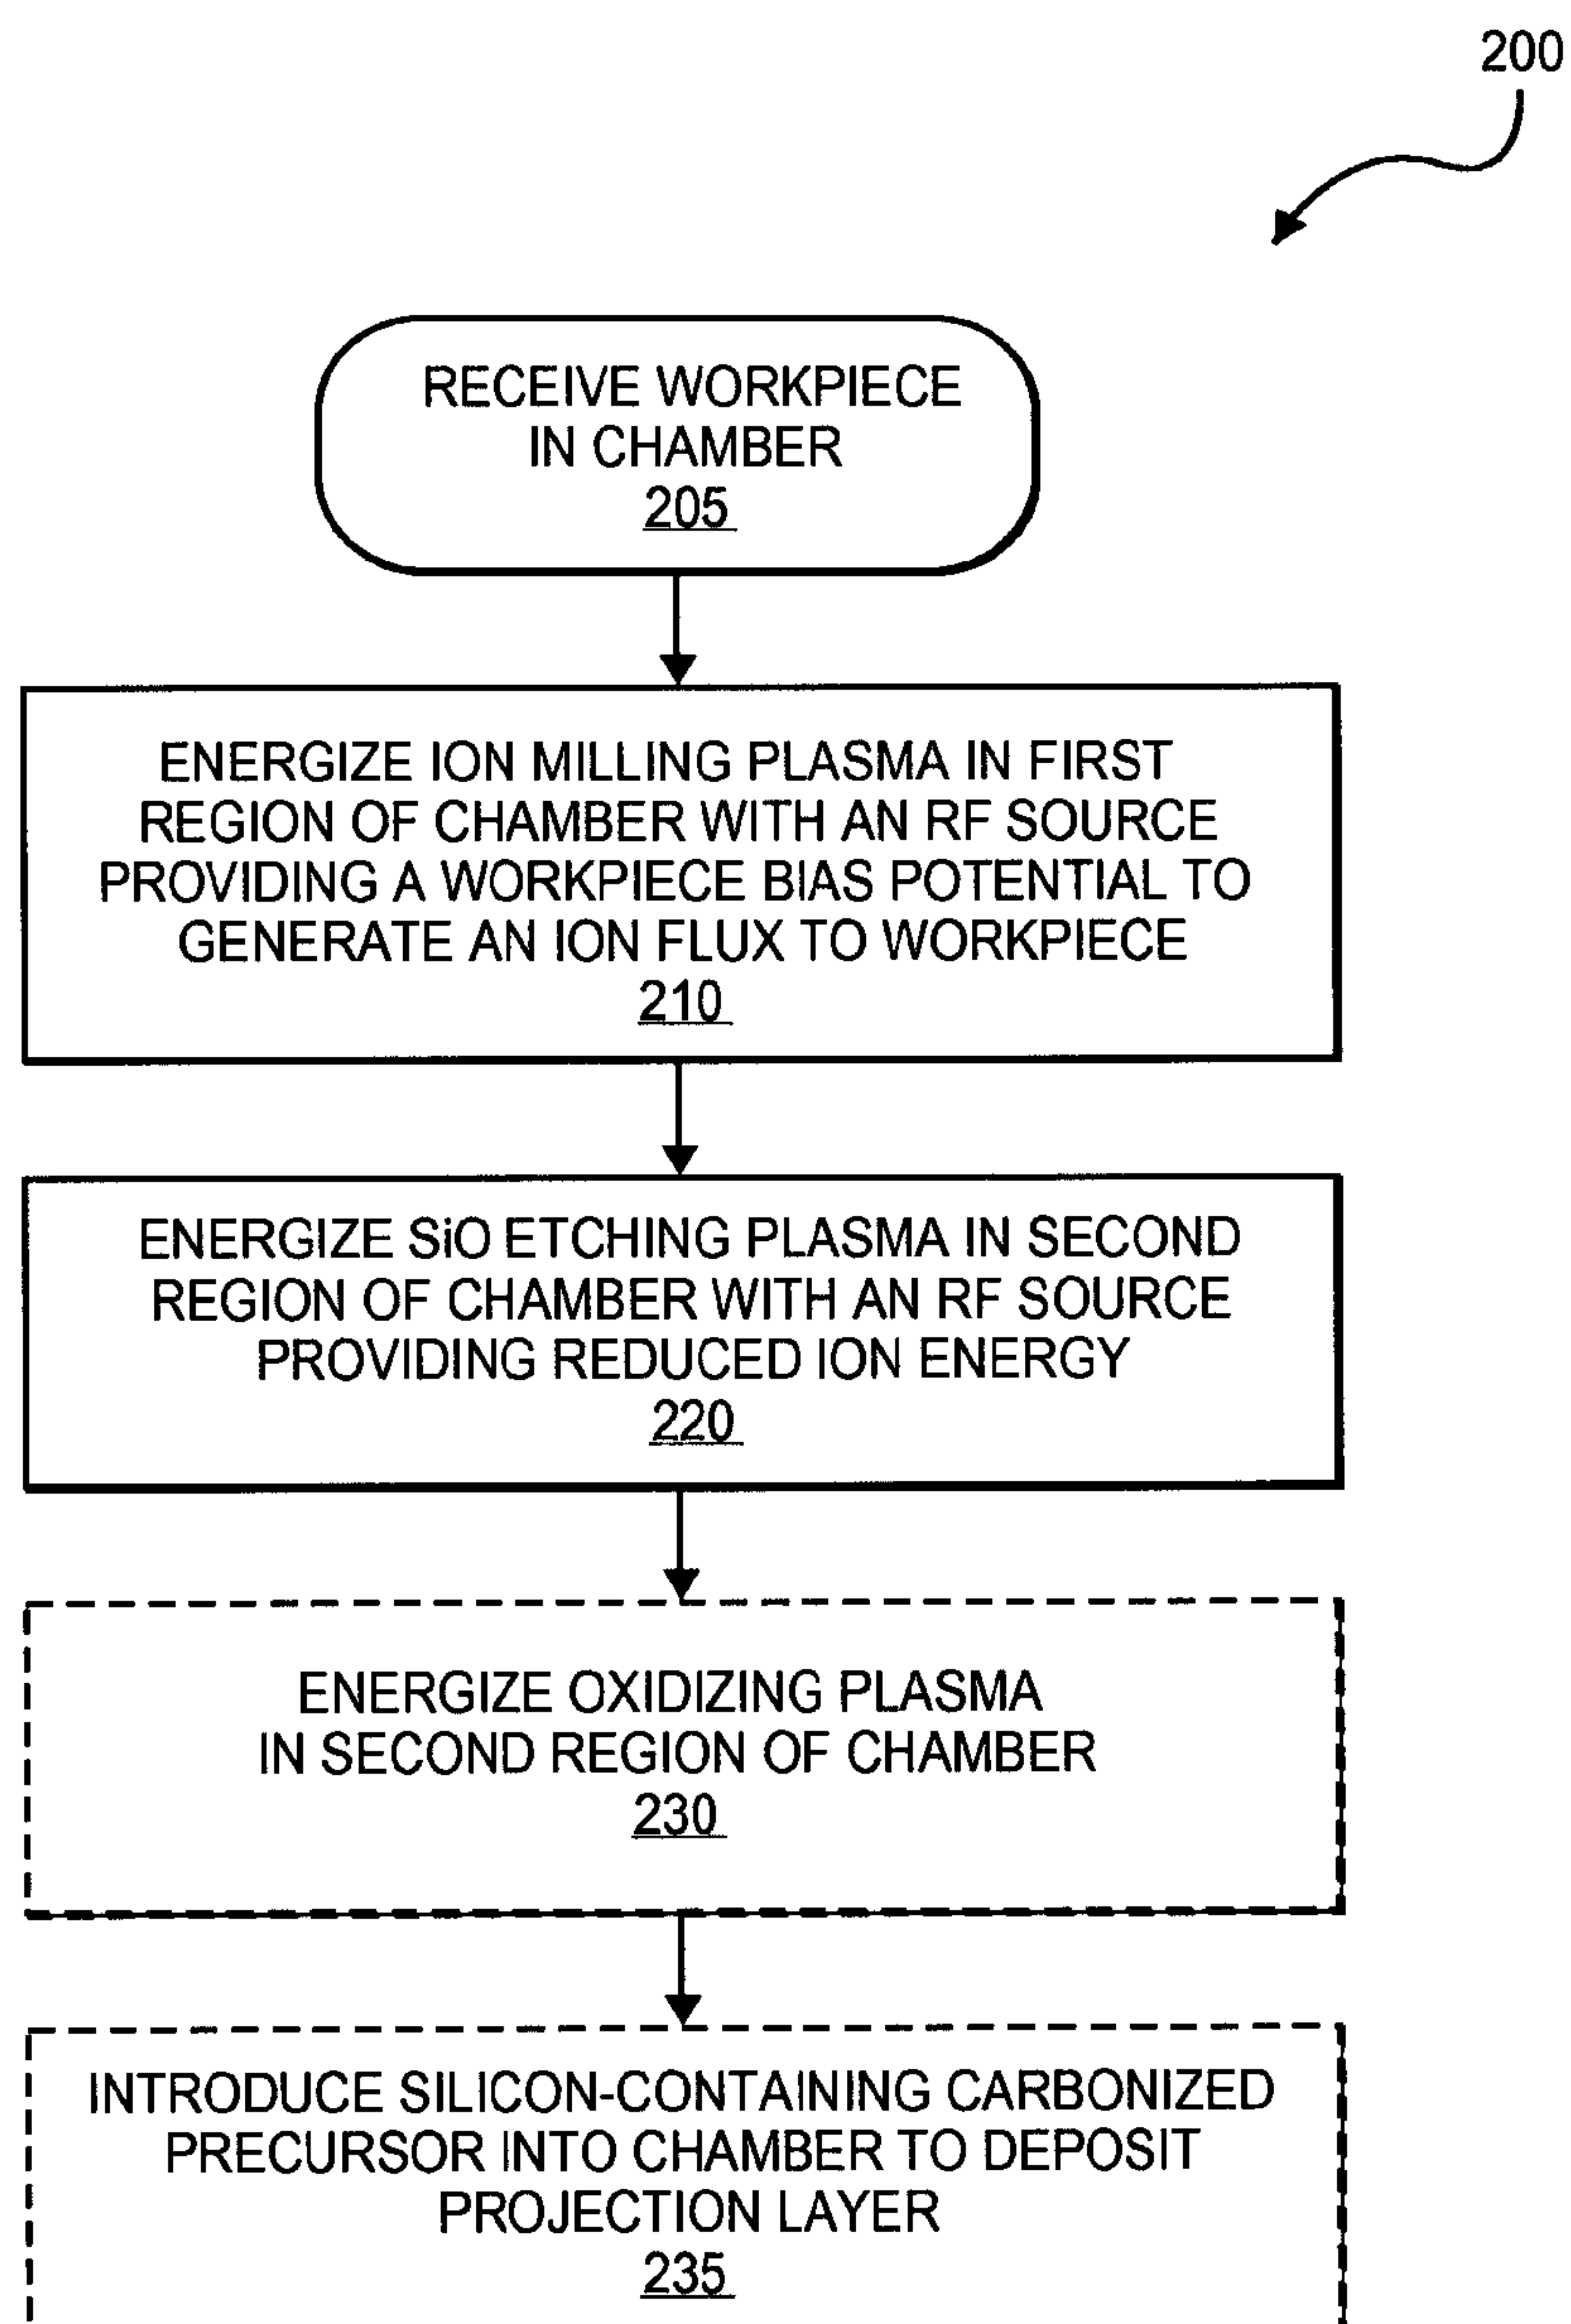 200
RECEIVE WORKPIECE
IN CHAMBER
205
ENERGIZE ION MILLING PLASMA IN FIRST
REGION OF CHAMBER WITH AN RF SOURCE
PROVIDING A WORKPIECE BIAS POTENTIAL TO
GENERATE AN ION FLUX TO WORKPIECE
210
ENERGIZE SiO ETCHING PLASMA IN SECOND
REGION OF CHAMBER WITH AN RF SOURCE
PROVIDING REDUCED ION ENERGY
220
ENERGIZE OXIDIZING PLASMA
IN SECOND REGION OF CHAMBER
230
INTRODUCE SILICON-CONTAINING CARBONIZED
PRECURSOR INTO CHAMBER TO DEPOSIT
PROJECTION LAYER
235